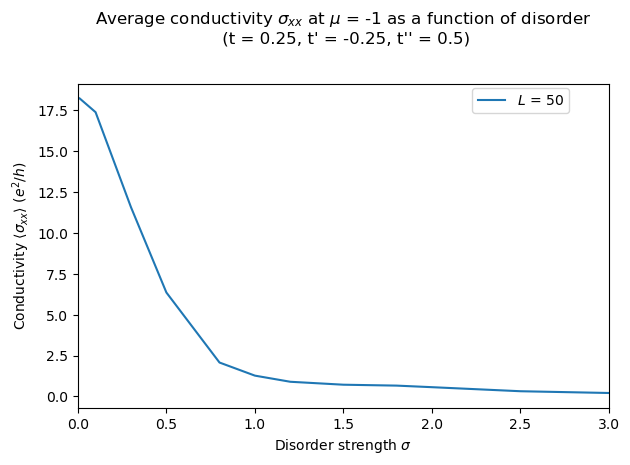 Average conductivity σxx at μ = -1 as a function of disorder
(t = 0.25, t' = -0.25, t'' = 0.5)
L = 50
Conductivity ⟨σxx⟩ (e²/h)
17.5
15.0
12.5
10.0
7.5
5.0
2.5
0.0
0.0 0.5 1.0 1.5 2.0 2.5 3.0
Disorder strength σ